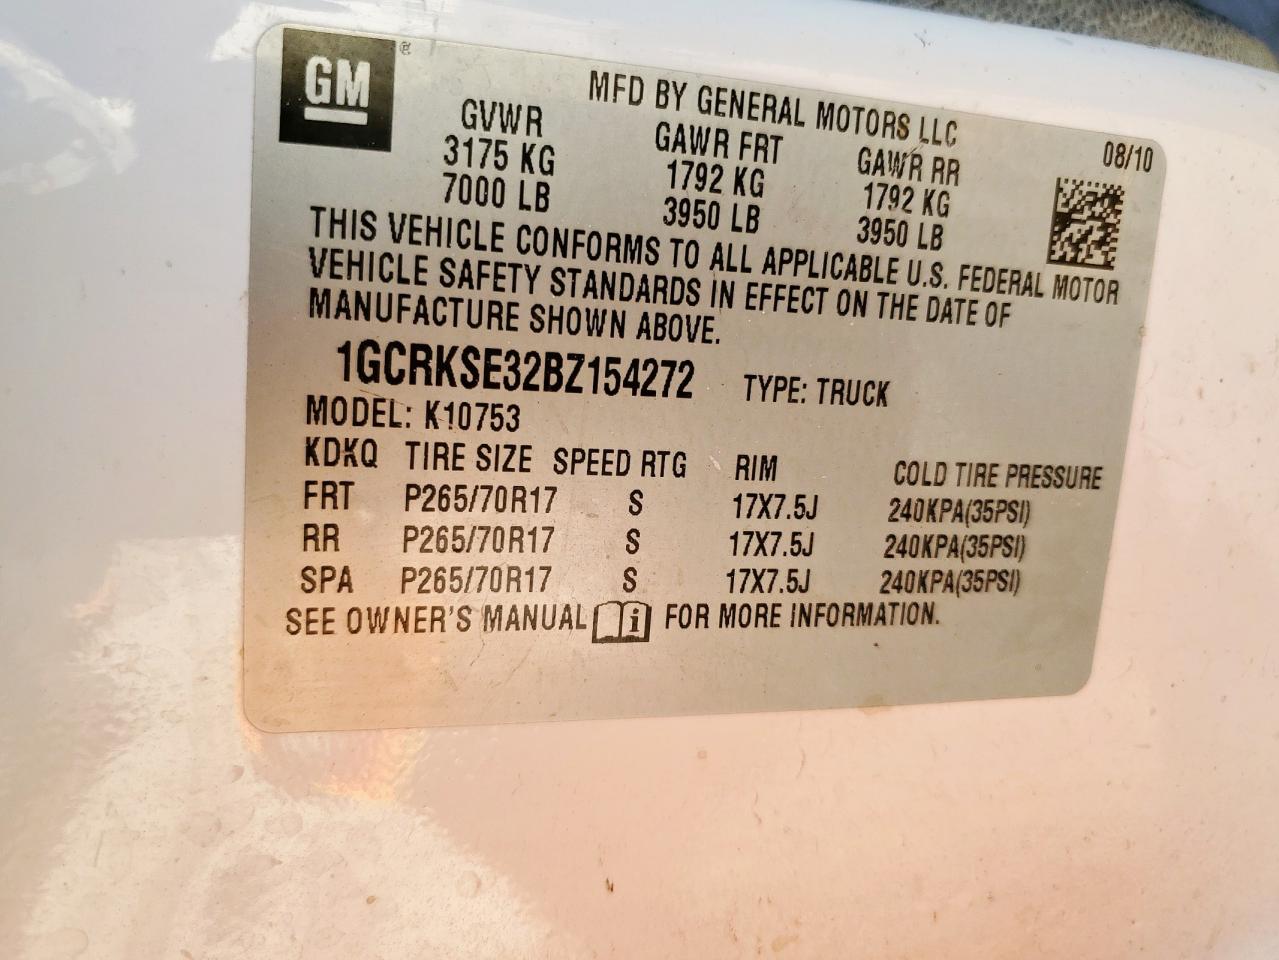 GM ®
MFD BY GENERAL MOTORS LLC
08/10
GVWR GAWR FRT GAWR RR
3175 KG 1792 KG 1792 KG
7000 LB 3950 LB 3950 LB
THIS VEHICLE CONFORMS TO ALL APPLICABLE U.S. FEDERAL MOTOR
VEHICLE SAFETY STANDARDS IN EFFECT ON THE DATE OF
MANUFACTURE SHOWN ABOVE.
1GCRKSE32BZ154272 TYPE: TRUCK
MODEL: K10753
KDKQ TIRE SIZE SPEED RTG RIM COLD TIRE PRESSURE
FRT P265/70R17 S 17X7.5J 240KPA(35PSI)
RR P265/70R17 S 17X7.5J 240KPA(35PSI)
SPA P265/70R17 S 17X7.5J 240KPA(35PSI)
SEE OWNER'S MANUAL i FOR MORE INFORMATION.